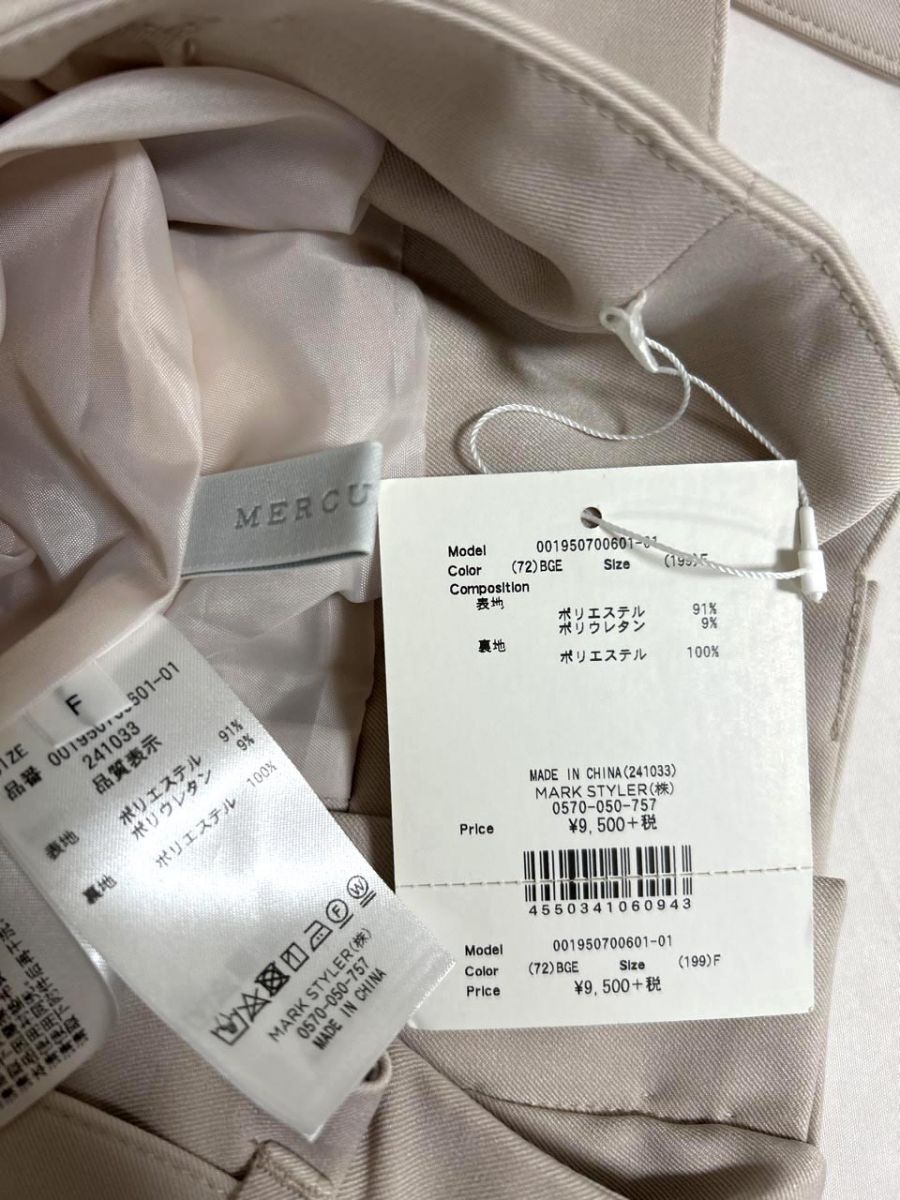 MERCU
Model 001950700601-01
Color (72)BGE Size (199)F
Composition
表地 ポリエステル 91%
ポリウレタン 9%
裏地 ポリエステル 100%
MADE IN CHINA(241033)
MARK STYLER(株)
0570-050-757
Price ¥9,500+税
4550341060943
Model 001950700601-01
Color (72)BGE Size (199)F
Price ¥9,500+税
SIZE F
品番 001950700601-01
241033
品質表示
表地 ポリエステル 91%
ポリウレタン 9%
裏地 ポリエステル 100%
F W
MARK STYLER(株)
0570-050-757
MADE IN CHINA